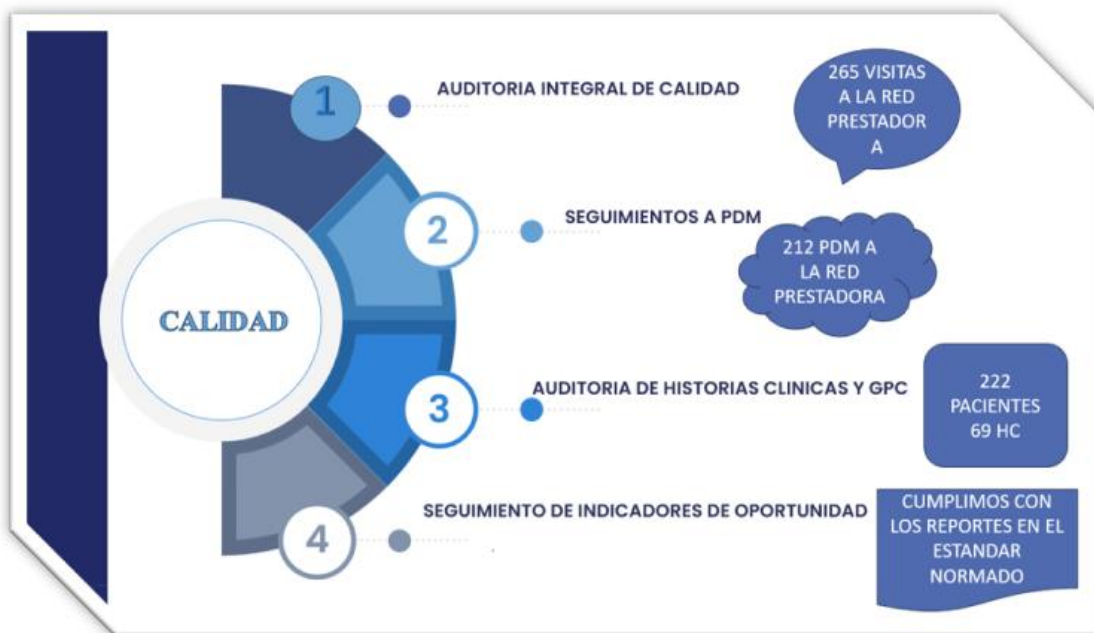 CALIDAD
1
AUDITORIA INTEGRAL DE CALIDAD
265 VISITAS
A LA RED
PRESTADOR
A
2
SEGUIMIENTOS A PDM
212 PDM A
LA RED
PRESTADORA
3
AUDITORIA DE HISTORIAS CLINICAS Y GPC
222
PACIENTES
69 HC
4
SEGUIMIENTO DE INDICADORES DE OPORTUNIDAD
CUMPLIMOS CON
LOS REPORTES EN EL
ESTANDAR
NORMADO